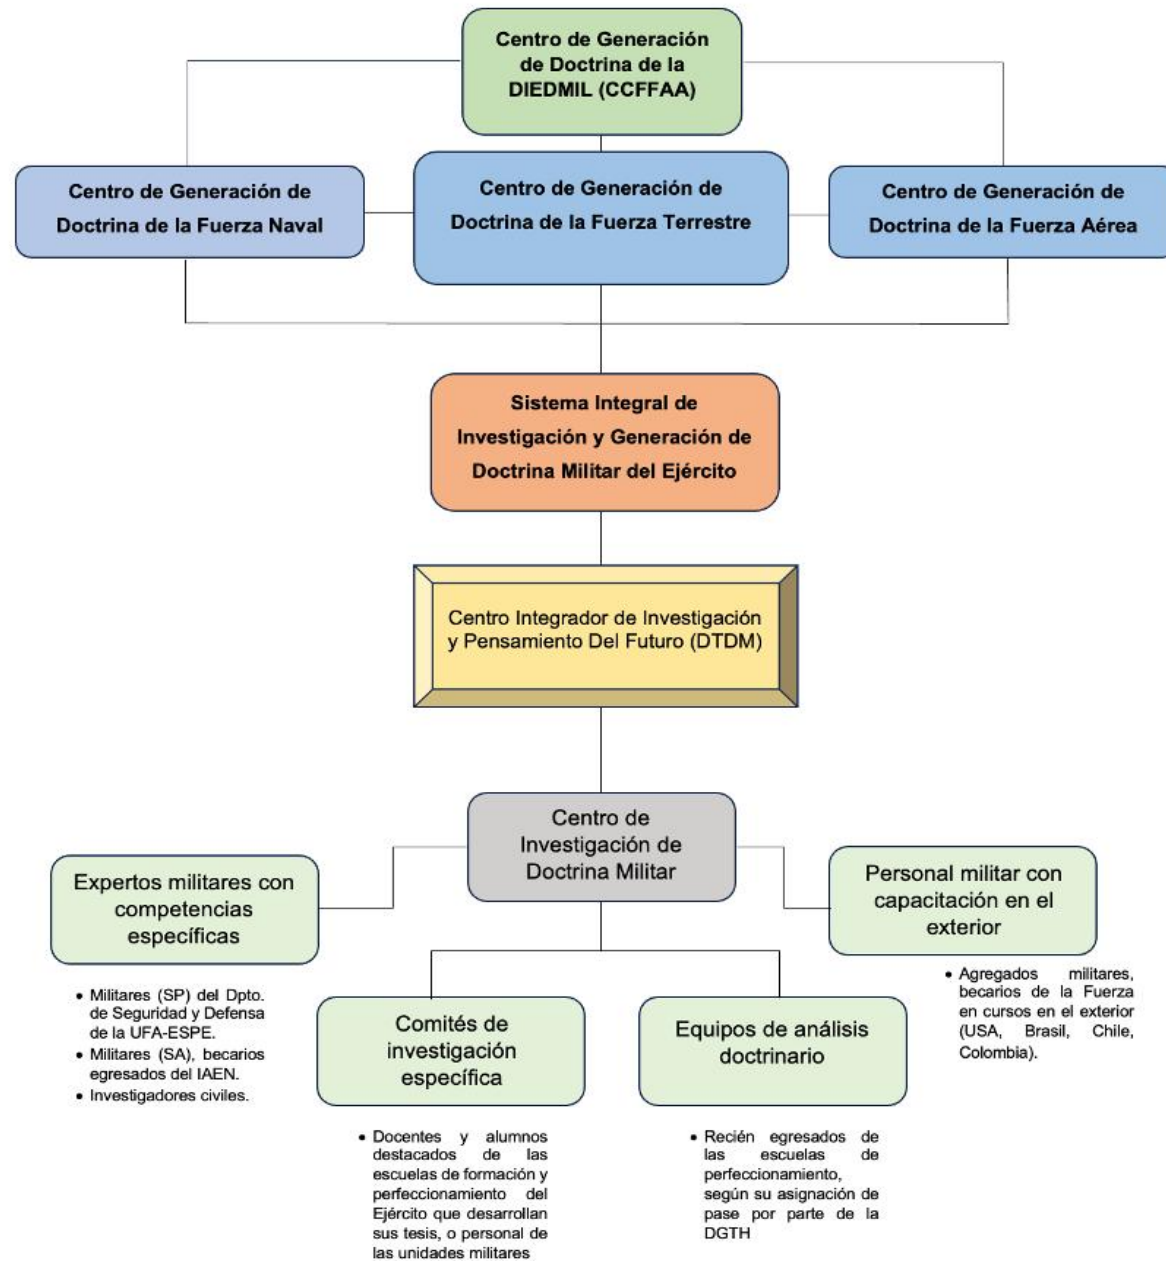 Centro de Generación
de Doctrina de la
DIEDMIL (CCFFAA)
Centro de Generación de
Doctrina de la Fuerza Naval
Centro de Generación de
Doctrina de la Fuerza Terrestre
Centro de Generación de
Doctrina de la Fuerza Aérea
Sistema Integral de
Investigación y Generación de
Doctrina Militar del Ejército
Centro Integrador de Investigación
y Pensamiento Del Futuro (DTDM)
Centro de
Investigación de
Doctrina Militar
Expertos militares con
competencias
específicas
• Militares (SP) del Dpto.
de Seguridad y Defensa
de la UFA-ESPE.
• Militares (SA), becarios
egresados del IAEN.
• Investigadores civiles.
Comités de
investigación
específica
• Docentes y alumnos
destacados de las
escuelas de formación y
perfeccionamiento del
Ejército que desarrollan
sus tesis, o personal de
las unidades militares
Equipos de análisis
doctrinario
• Recién egresados de
las escuelas de
perfeccionamiento,
según su asignación de
pase por parte de la
DGTH
Personal militar con
capacitación en el
exterior
• Agregados militares,
becarios de la Fuerza
en cursos en el exterior
(USA, Brasil, Chile,
Colombia).